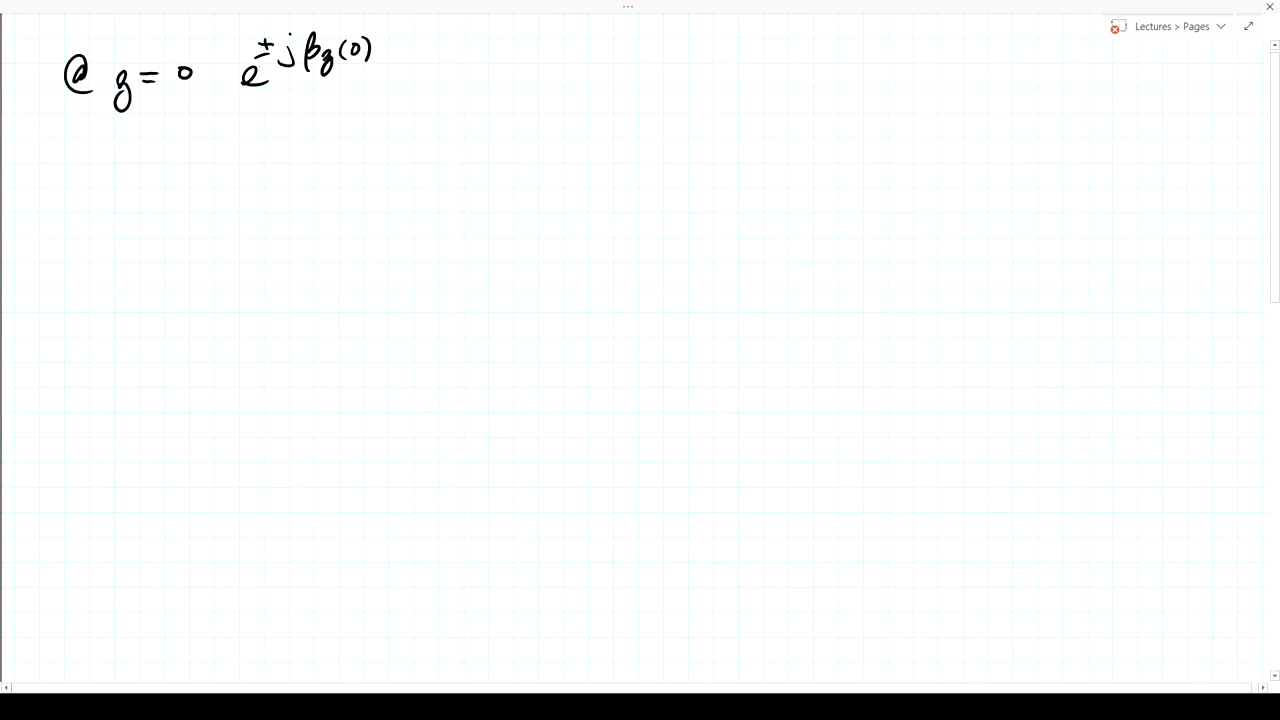 Lectures > Pages
@ z = 0 e^{± jβz(0)}